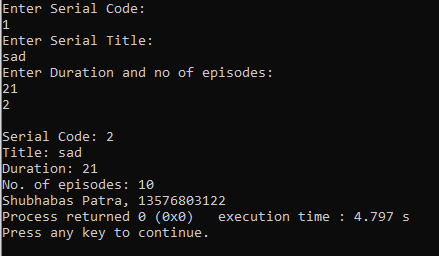 Enter Serial Code:
1
Enter Serial Title:
sad
Enter Duration and no of episodes:
21
2
Serial Code: 2
Title: sad
Duration: 21
No. of episodes: 10
Shubhabas Patra, 13576803122
Process returned 0 (0x0)   execution time : 4.797 s
Press any key to continue.